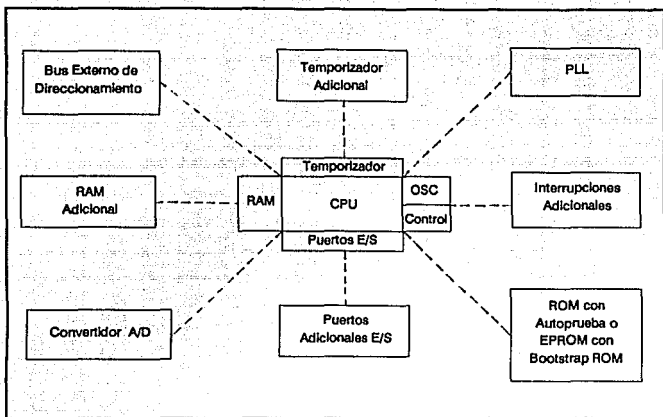 Bus Externo de
Direccionamiento
Temporizador
Adicional
PLL
Temporizador
RAM
Adicional
RAM
CPU
OSC
Control
Interrupciones
Adicionales
Puertos E/S
Convertidor A/D
Puertos
Adicionales E/S
ROM con
Autoprueba o
EPROM con
Bootstrap ROM